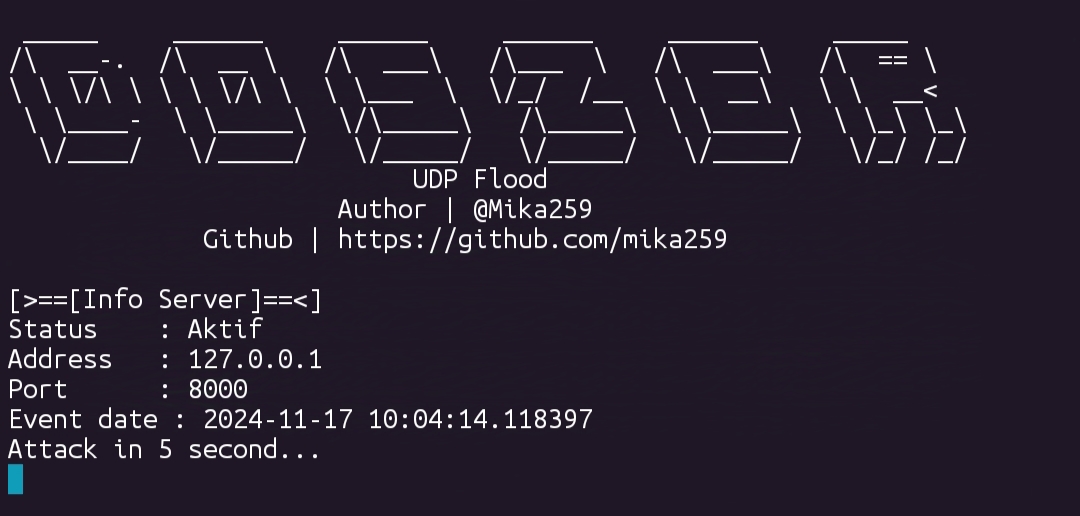 UDP Flood
Author | @Mika259
Github | https://github.com/mika259
[>==[Info Server]==<]
Status : Aktif
Address : 127.0.0.1
Port : 8000
Event date : 2024-11-17 10:04:14.118397
Attack in 5 second...